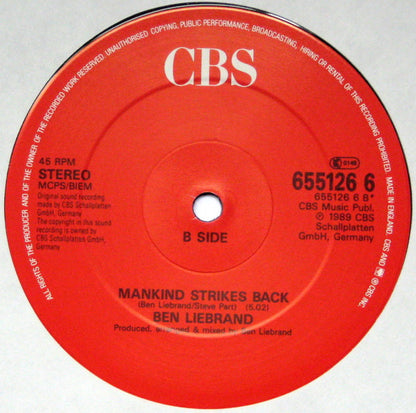 ALL RIGHTS OF THE PRODUCER AND OF THE OWNER OF THE RECORDED WORK RESERVED. UNAUTHORISED COPYING, PUBLIC PERFORMANCE, BROADCASTING, HIRING OR RENTAL OF THIS RECORDING PROHIBITED. MADE IN ENGLAND.
CBS
45 RPM
STEREO
MCPS/BIEM
Original sound recording
made by CBS Schallplatten
GmbH, Germany
The copyright in this sound
recording is owned by
CBS Schallplatten GmbH,
Germany
B SIDE
655126 6
655126 6 B*
CBS Music Publ.
℗ 1989 CBS
Schallplatten
GmbH, Germany
MANKIND STRIKES BACK
(Ben Liebrand/Steve Part) (5.02)
BEN LIEBRAND
Produced, arranged & mixed by Ben Liebrand